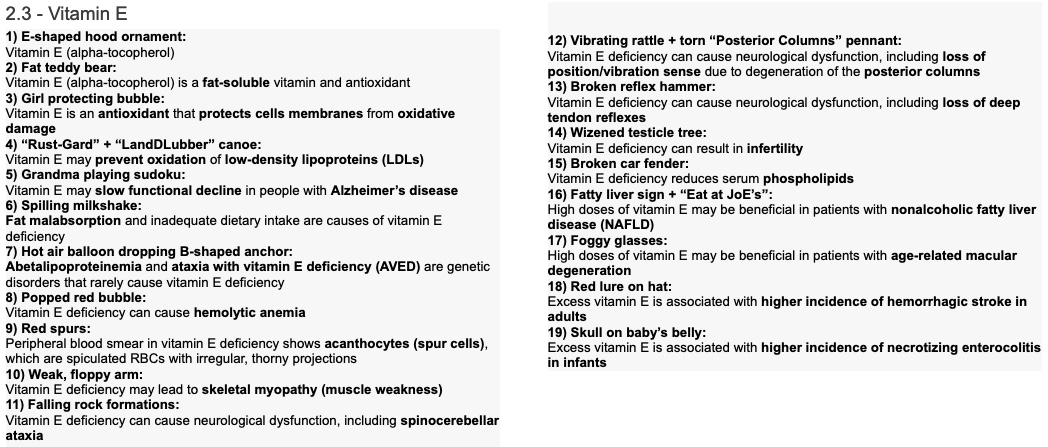 2.3 - Vitamin E
1) E-shaped hood ornament:
Vitamin E (alpha-tocopherol)
2) Fat teddy bear:
Vitamin E (alpha-tocopherol) is a fat-soluble vitamin and antioxidant
3) Girl protecting bubble:
Vitamin E is an antioxidant that protects cells membranes from oxidative
damage
4) “Rust-Gard” + “LandDLubber” canoe:
Vitamin E may prevent oxidation of low-density lipoproteins (LDLs)
5) Grandma playing sudoku:
Vitamin E may slow functional decline in people with Alzheimer’s disease
6) Spilling milkshake:
Fat malabsorption and inadequate dietary intake are causes of vitamin E
deficiency
7) Hot air balloon dropping B-shaped anchor:
Abetalipoproteinemia and ataxia with vitamin E deficiency (AVED) are genetic
disorders that rarely cause vitamin E deficiency
8) Popped red bubble:
Vitamin E deficiency can cause hemolytic anemia
9) Red spurs:
Peripheral blood smear in vitamin E deficiency shows acanthocytes (spur cells),
which are spiculated RBCs with irregular, thorny projections
10) Weak, floppy arm:
Vitamin E deficiency may lead to skeletal myopathy (muscle weakness)
11) Falling rock formations:
Vitamin E deficiency can cause neurological dysfunction, including spinocerebellar
ataxia
12) Vibrating rattle + torn “Posterior Columns” pennant:
Vitamin E deficiency can cause neurological dysfunction, including loss of
position/vibration sense due to degeneration of the posterior columns
13) Broken reflex hammer:
Vitamin E deficiency can cause neurological dysfunction, including loss of deep
tendon reflexes
14) Wizened testicle tree:
Vitamin E deficiency can result in infertility
15) Broken car fender:
Vitamin E deficiency reduces serum phospholipids
16) Fatty liver sign + “Eat at JoE’s”:
High doses of vitamin E may be beneficial in patients with nonalcoholic fatty liver
disease (NAFLD)
17) Foggy glasses:
High doses of vitamin E may be beneficial in patients with age-related macular
degeneration
18) Red lure on hat:
Excess vitamin E is associated with higher incidence of hemorrhagic stroke in
adults
19) Skull on baby’s belly:
Excess vitamin E is associated with higher incidence of necrotizing enterocolitis
in infants